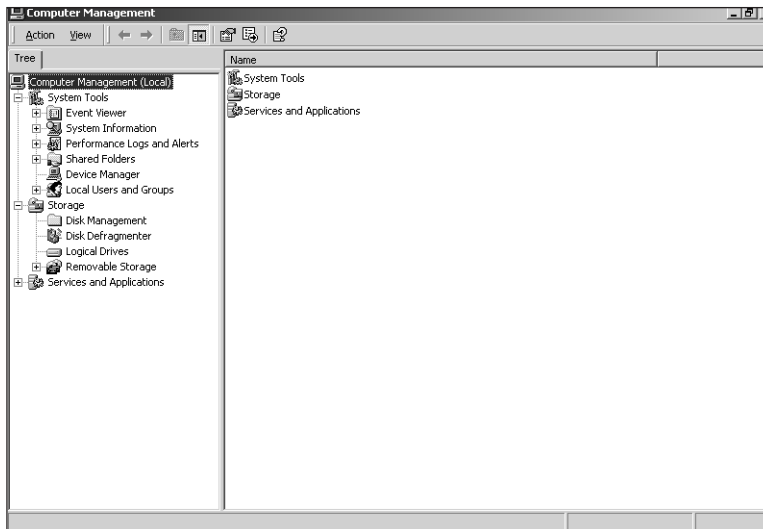 Computer Management
Action View
Tree
Computer Management (Local)
System Tools
Event Viewer
System Information
Performance Logs and Alerts
Shared Folders
Device Manager
Local Users and Groups
Storage
Disk Management
Disk Defragmenter
Logical Drives
Removable Storage
Services and Applications
Name
System Tools
Storage
Services and Applications